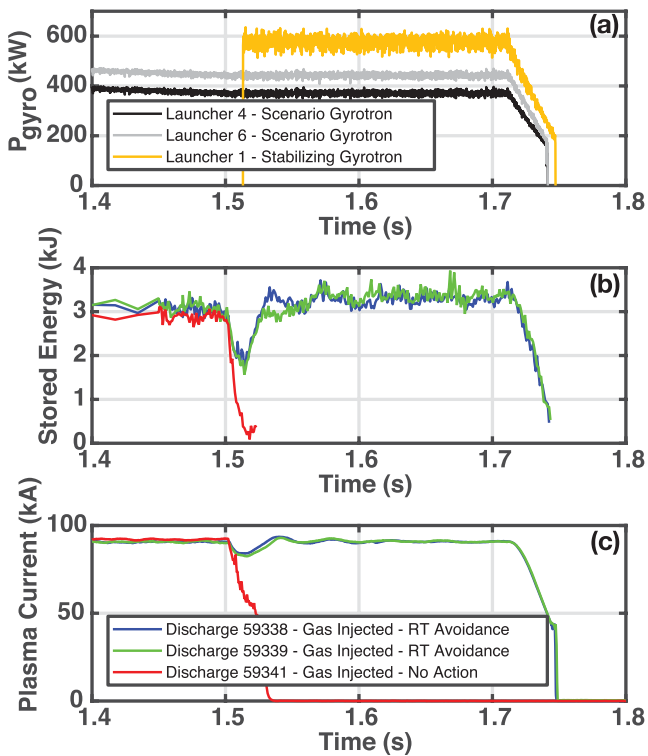 (a)
P_gyro (kW)
600
400
200
0
Launcher 4 - Scenario Gyrotron
Launcher 6 - Scenario Gyrotron
Launcher 1 - Stabilizing Gyrotron
1.4 1.5 1.6 1.7 1.8
Time (s)
(b)
Stored Energy (kJ)
4
3
2
1
0
1.4 1.5 1.6 1.7 1.8
Time (s)
(c)
Plasma Current (kA)
100
50
0
Discharge 59338 - Gas Injected - RT Avoidance
Discharge 59339 - Gas Injected - RT Avoidance
Discharge 59341 - Gas Injected - No Action
1.4 1.5 1.6 1.7 1.8
Time (s)